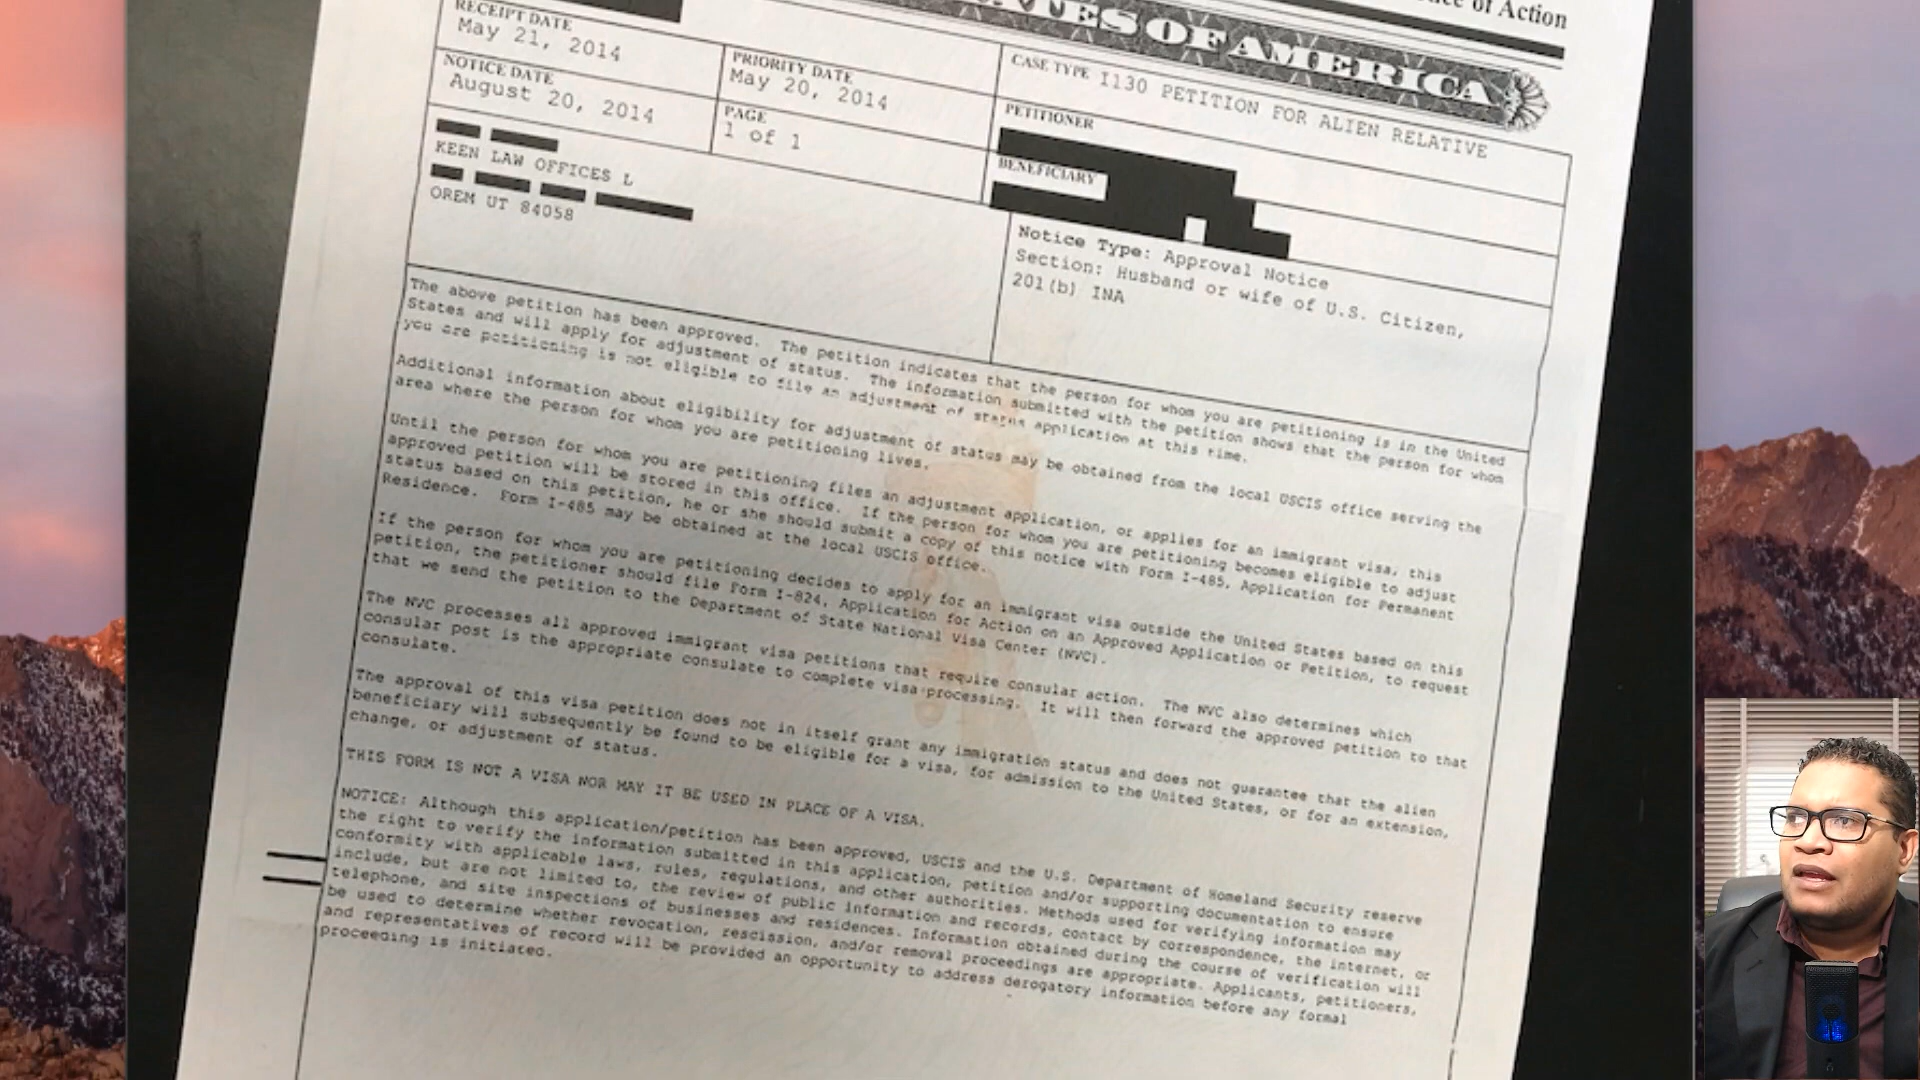 ce of Action
ATES OF AMERICA
RECEIPT DATE
May 21, 2014
PRIORITY DATE
May 20, 2014
CASE TYPE I130 PETITION FOR ALIEN RELATIVE
NOTICE DATE
August 20, 2014
PAGE
1 of 1
PETITIONER
BENEFICIARY
KEEN LAW OFFICES L
OREM UT 84058
Notice Type: Approval Notice
Section: Husband or wife of U.S. Citizen,
201(b) INA
The above petition has been approved. The petition indicates that the person for whom you are petitioning is in the United
States and will apply for adjustment of status. The information submitted with the petition shows that the person for whom
you are petitioning is not eligible to file an adjustment of status application at this time.
Additional information about eligibility for adjustment of status may be obtained from the local USCIS office serving the
area where the person for whom you are petitioning lives.
Until the person for whom you are petitioning files an adjustment application, or applies for an immigrant visa, this
approved petition will be stored in this office. If the person for whom you are petitioning becomes eligible to adjust
status based on this petition, he or she should submit a copy of this notice with Form I-485, Application for Permanent
Residence. Form I-485 may be obtained at the local USCIS office.
If the person for whom you are petitioning decides to apply for an immigrant visa outside the United States based on this
petition, the petitioner should file Form I-824, Application for Action on an Approved Application or Petition, to request
that we send the petition to the Department of State National Visa Center (NVC).
The NVC processes all approved immigrant visa petitions that require consular action. The NVC also determines which
consular post is the appropriate consulate to complete visa processing. It will then forward the approved petition to that
consulate.
The approval of this visa petition does not in itself grant any immigration status and does not guarantee that the alien
beneficiary will subsequently be found to be eligible for a visa, for admission to the United States, or for an extension,
change, or adjustment of status.
THIS FORM IS NOT A VISA NOR MAY IT BE USED IN PLACE OF A VISA.
NOTICE: Although this application/petition has been approved, USCIS and the U.S. Department of Homeland Security reserve
the right to verify the information submitted in this application, petition and/or supporting documentation to ensure
conformity with applicable laws, rules, regulations, and other authorities. Methods used for verifying information may
include, but are not limited to, the review of public information and records, contact by correspondence, the internet, or
telephone, and site inspections of businesses and residences. Information obtained during the course of verification will
be used to determine whether revocation, rescission, and/or removal proceedings are appropriate. Applicants, petitioners,
and representatives of record will be provided an opportunity to address derogatory information before any formal
proceeding is initiated.